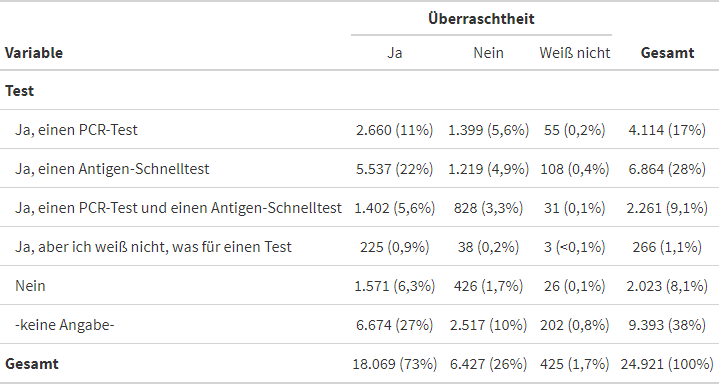 Überraschtheit
Variable Ja Nein Weiß nicht Gesamt
Test
Ja, einen PCR-Test 2.660 (11%) 1.399 (5,6%) 55 (0,2%) 4.114 (17%)
Ja, einen Antigen-Schnelltest 5.537 (22%) 1.219 (4,9%) 108 (0,4%) 6.864 (28%)
Ja, einen PCR-Test und einen Antigen-Schnelltest 1.402 (5,6%) 828 (3,3%) 31 (0,1%) 2.261 (9,1%)
Ja, aber ich weiß nicht, was für einen Test 225 (0,9%) 38 (0,2%) 3 (<0,1%) 266 (1,1%)
Nein 1.571 (6,3%) 426 (1,7%) 26 (0,1%) 2.023 (8,1%)
-keine Angabe- 6.674 (27%) 2.517 (10%) 202 (0,8%) 9.393 (38%)
Gesamt 18.069 (73%) 6.427 (26%) 425 (1,7%) 24.921 (100%)